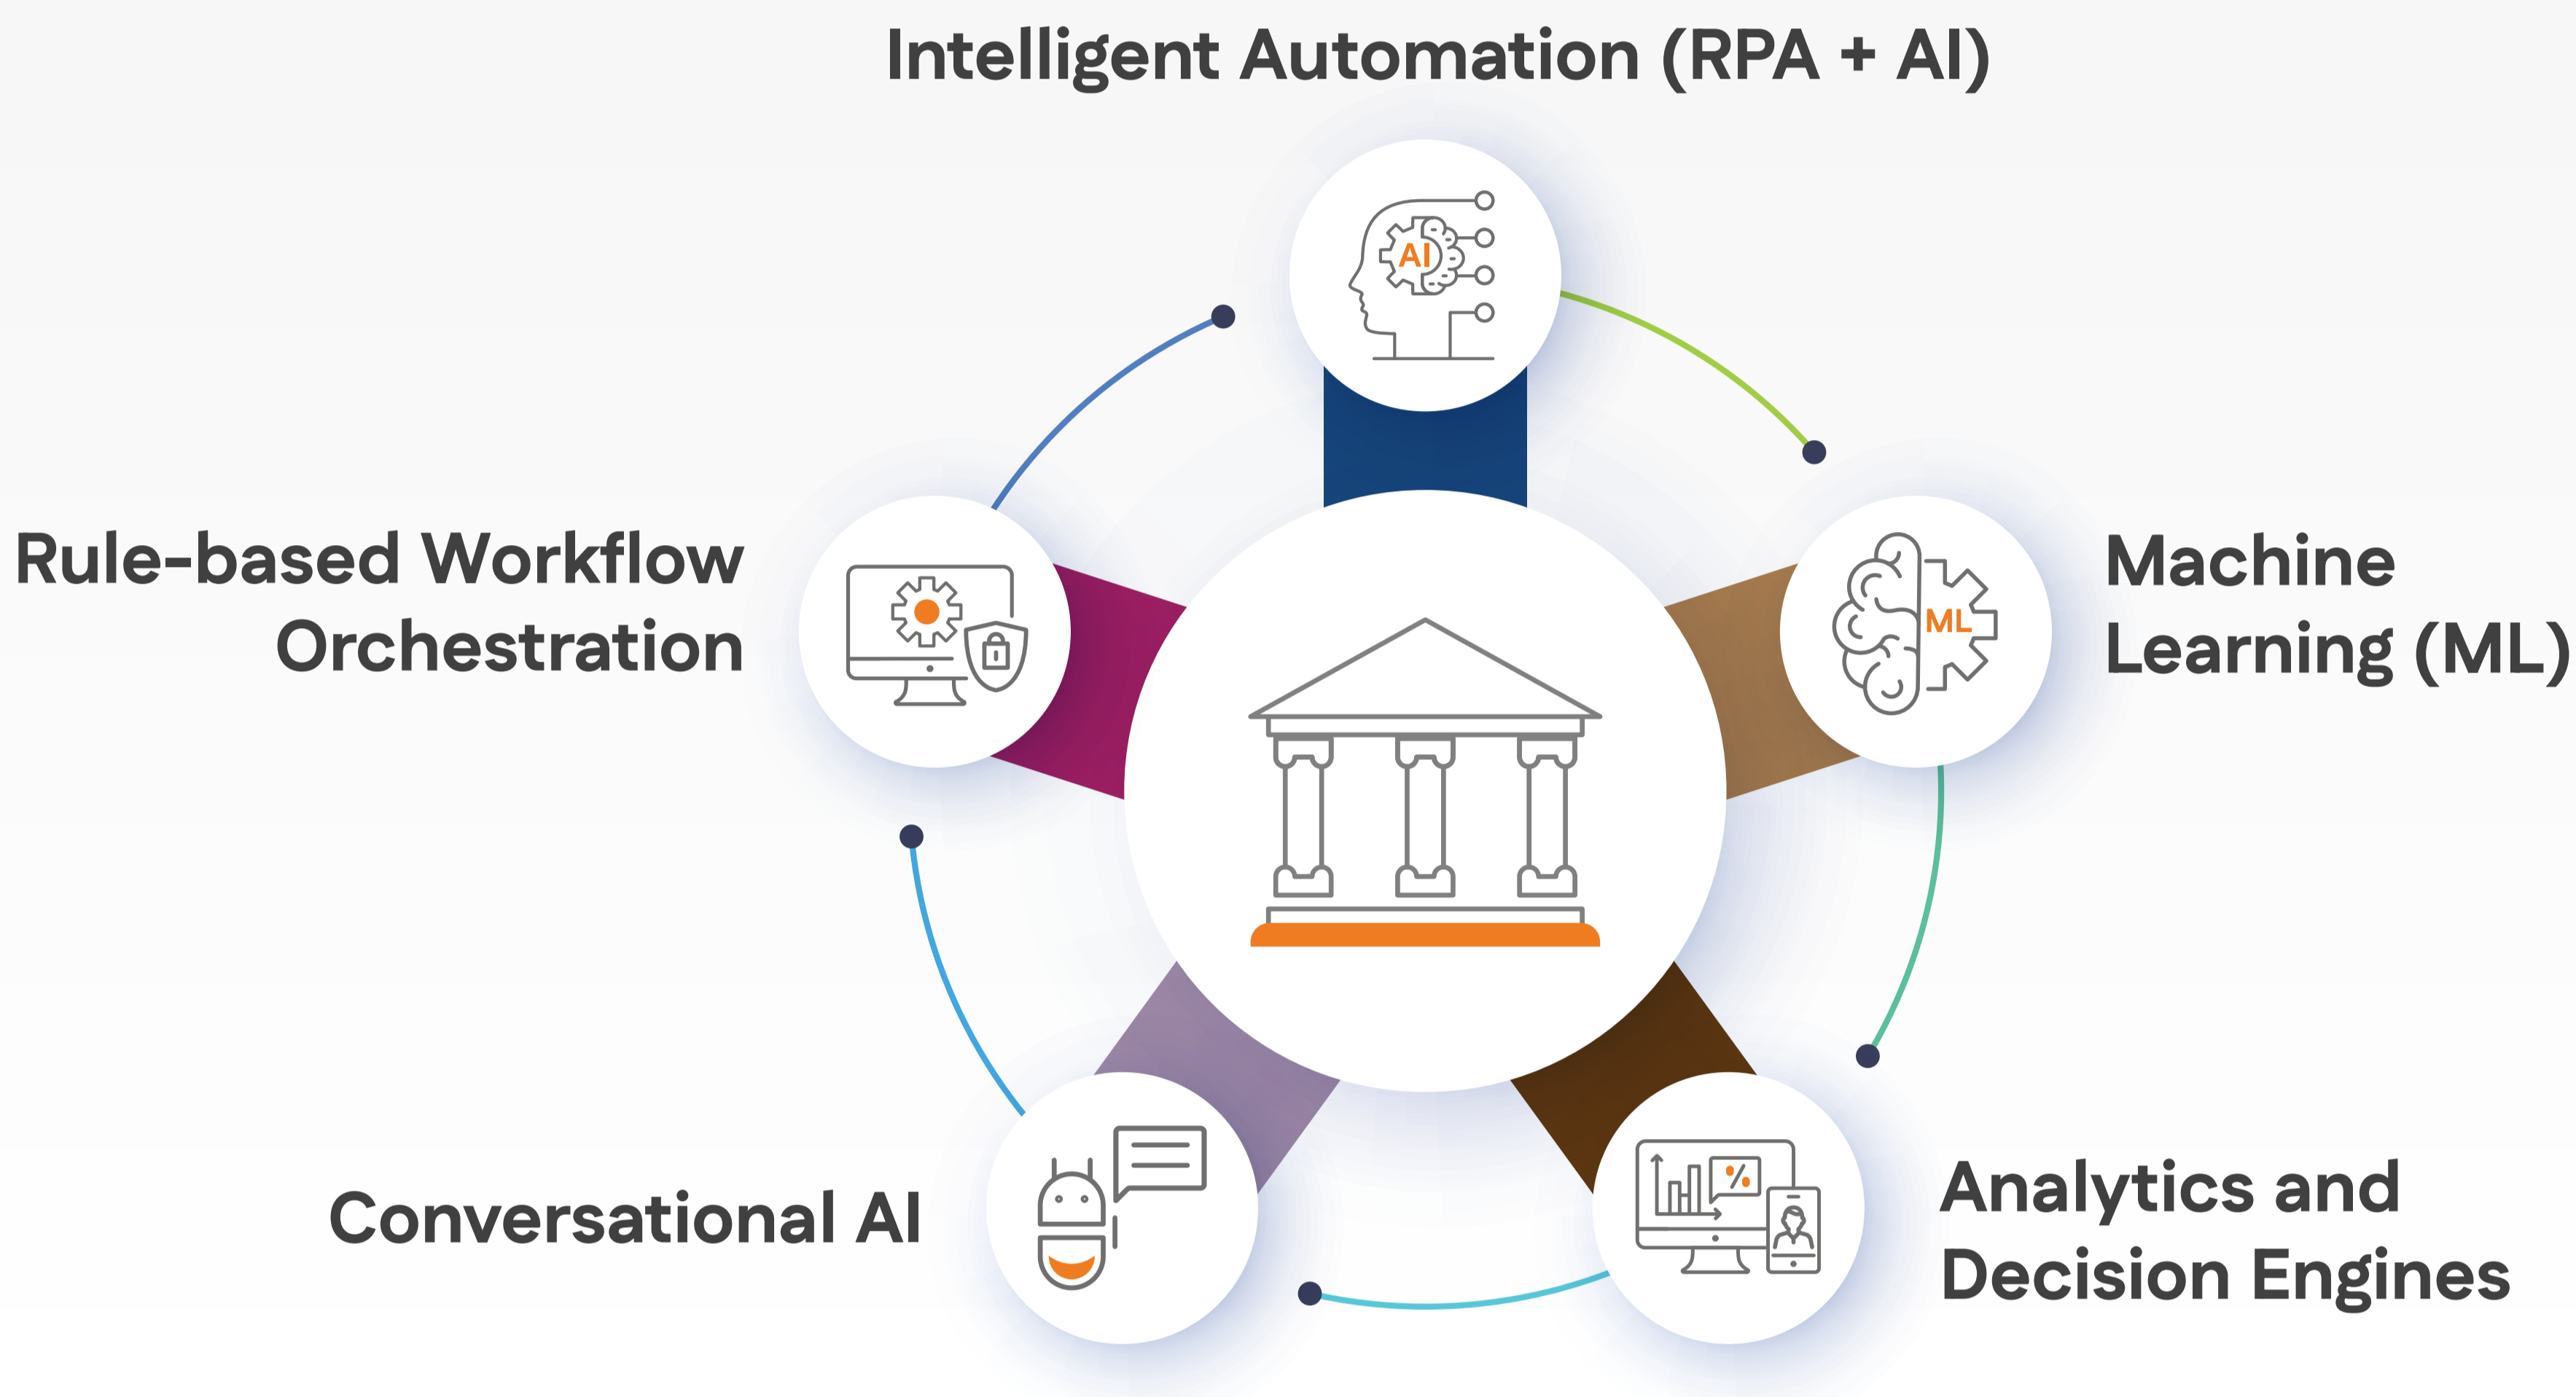 Intelligent Automation (RPA + AI)
AI
Rule-based Workflow
Orchestration
ML
Machine
Learning (ML)
Conversational AI
%
Analytics and
Decision Engines